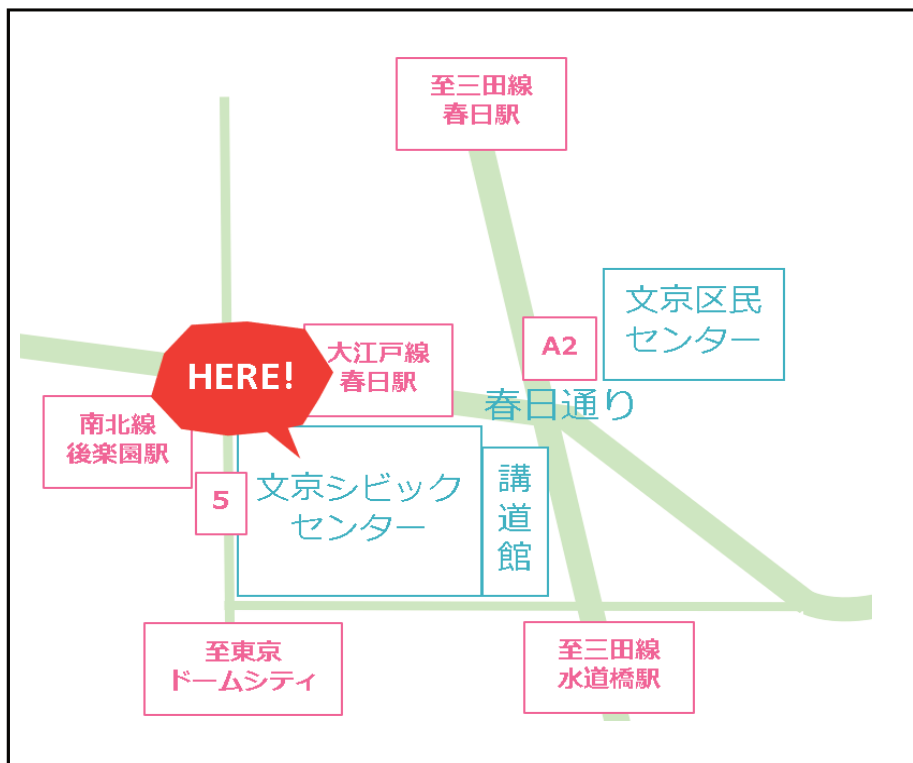 至三田線
春日駅
文京区民
センター
A2
HERE!
大江戸線
春日駅
春日通り
南北線
後楽園駅
5
文京シビック
センター
講道館
至東京
ドームシティ
至三田線
水道橋駅